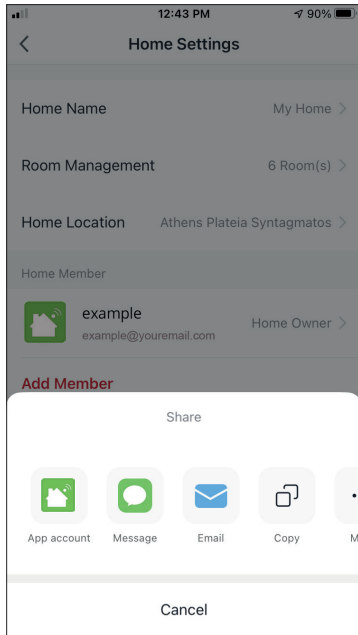 12:43 PM 90%
Home Settings
Home Name My Home
Room Management 6 Room(s)
Home Location Athens Plateia Syntagmatos
Home Member
example
example@youremail.com Home Owner
Add Member
Share
App account Message Email Copy M
Cancel